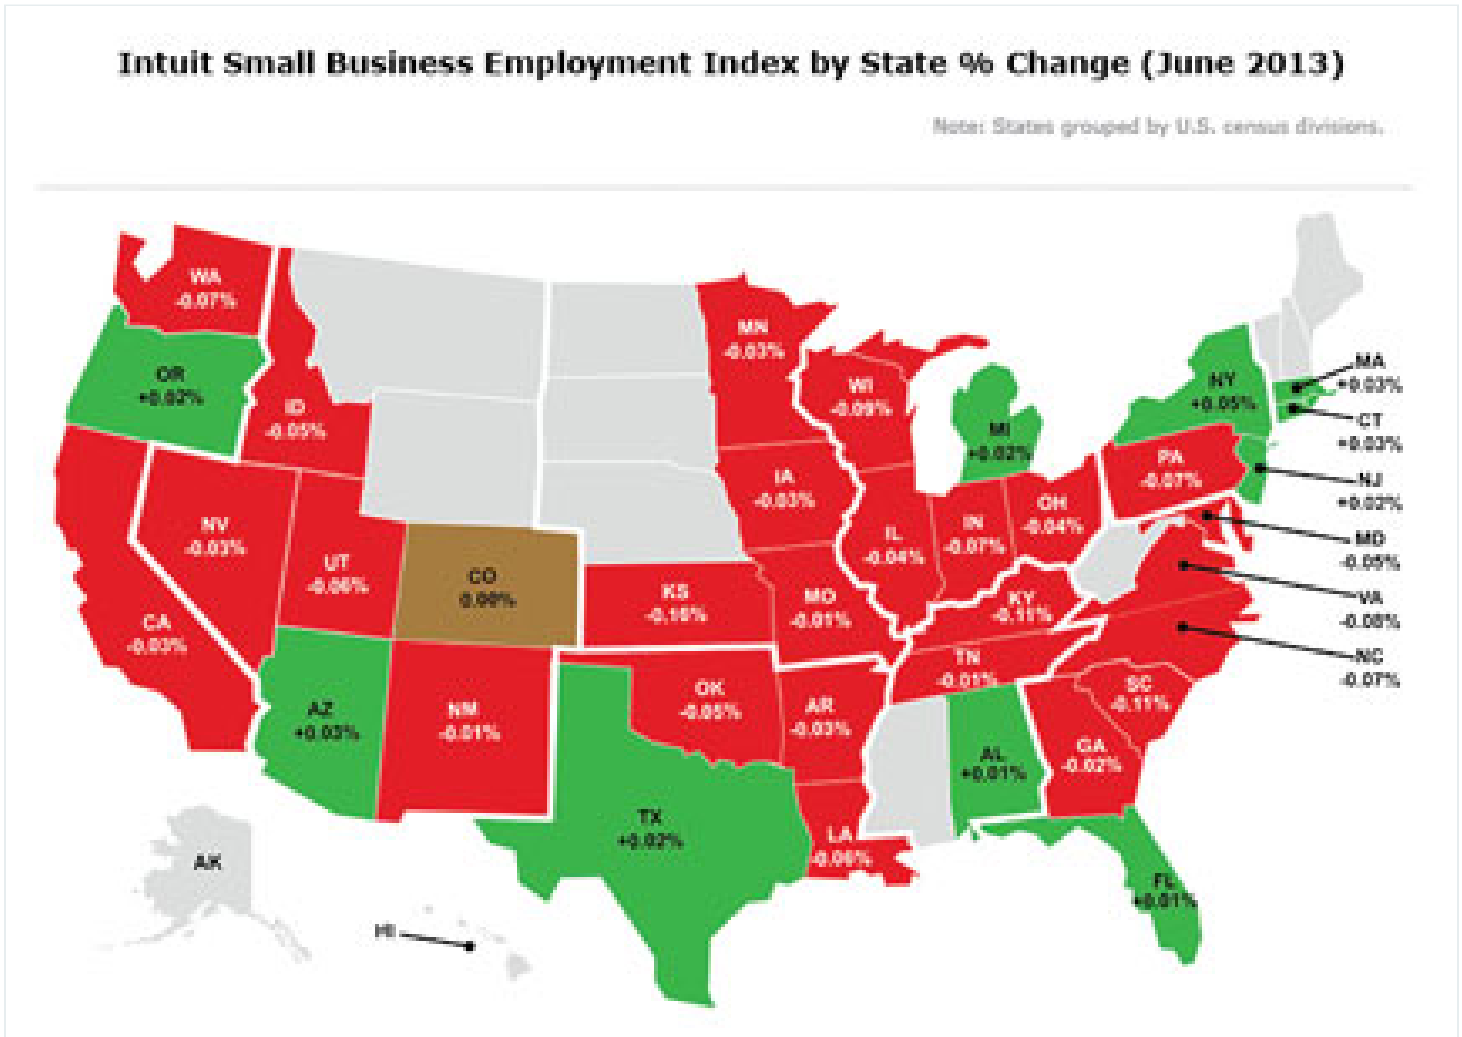 Intuit Small Business Employment Index by State % Change (June 2013)
Note: States grouped by U.S. census divisions.
WA
-0.07%
OR
+0.02%
ID
-0.05%
MN
-0.03%
WI
-0.09%
MI
+0.02%
NY
+0.05%
MA
+0.03%
CT
+0.03%
NJ
+0.02%
PA
-0.07%
MD
-0.05%
VA
-0.08%
NC
-0.07%
NV
-0.03%
UT
-0.06%
CO
0.00%
CA
-0.03%
IA
-0.03%
IL
-0.04%
IN
-0.07%
OH
-0.04%
KS
-0.16%
MO
-0.01%
KY
-0.11%
TN
-0.01%
SC
-0.11%
AZ
+0.03%
NM
-0.01%
OK
-0.05%
AR
-0.03%
AL
+0.01%
GA
-0.02%
TX
+0.02%
LA
-0.06%
FL
+0.01%
AK
HI